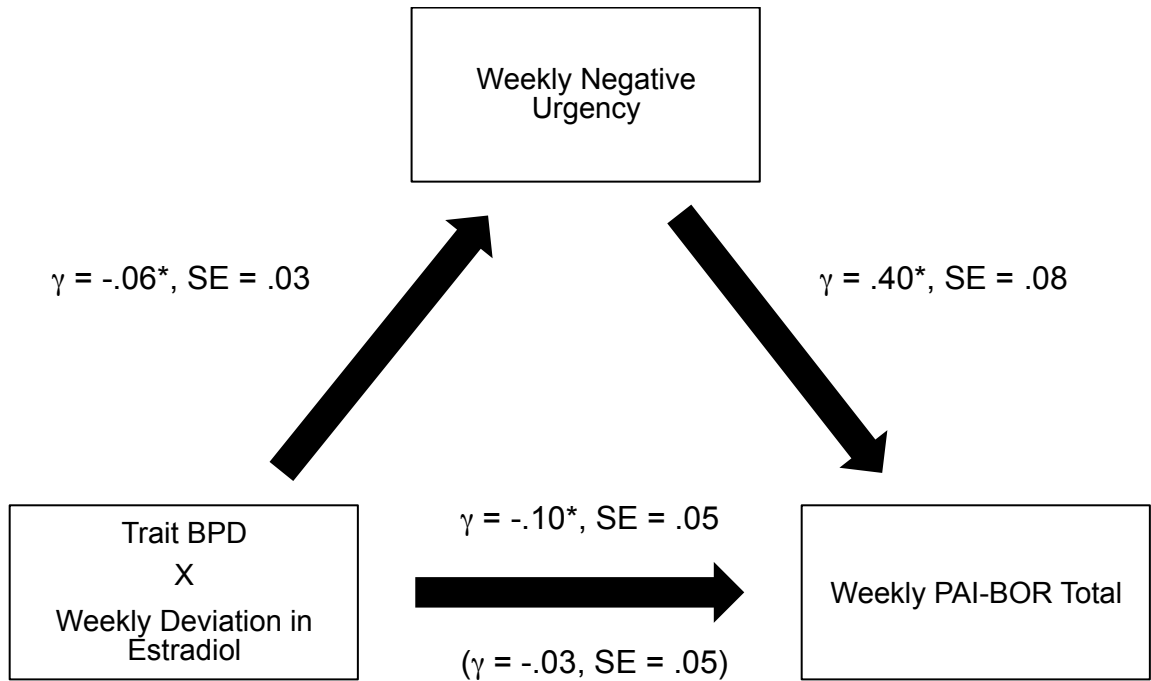 Weekly Negative
Urgency
γ = -.06*, SE = .03
γ = .40*, SE = .08
Trait BPD
X
Weekly Deviation in
Estradiol
γ = -.10*, SE = .05
(γ = -.03, SE = .05)
Weekly PAI-BOR Total